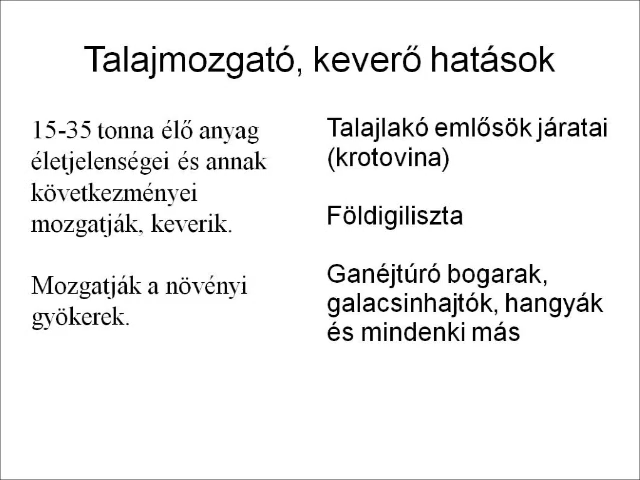 Talajmozgató, keverő hatások
15-35 tonna élő anyag
életjelenségei és annak
következményei
mozgatják, keverik.
Mozgatják a növényi
gyökerek.
Talajlakó emlősök járatai
(krotovina)
Földigiliszta
Ganéjtúró bogarak,
galacsinhajtók, hangyák
és mindenki más